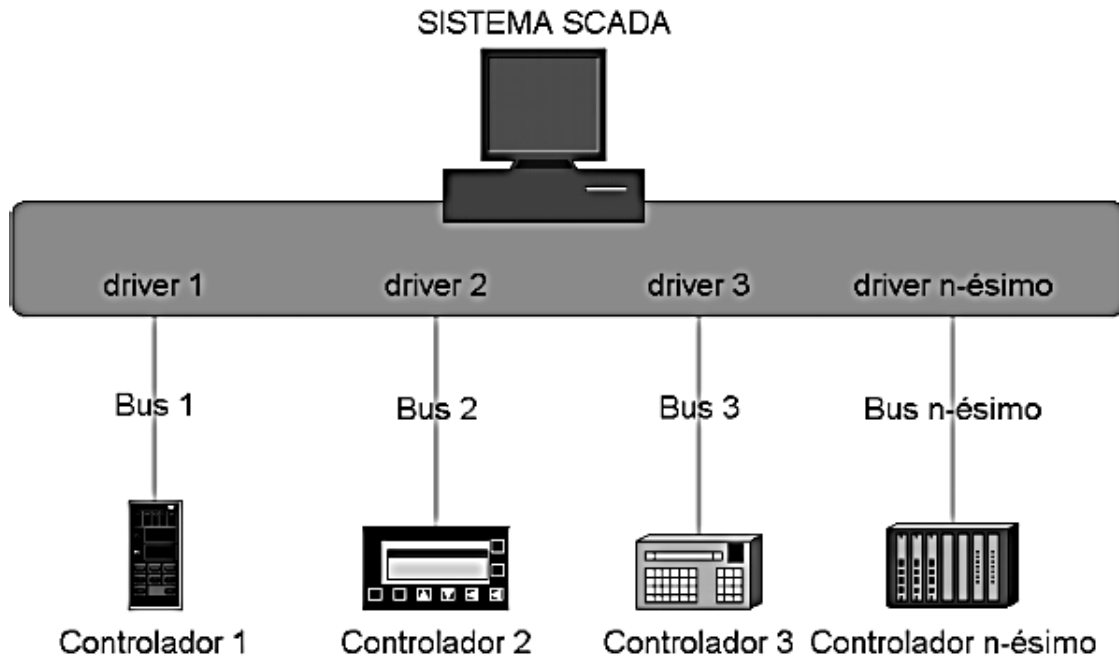 SISTEMA SCADA
driver 1 driver 2 driver 3 driver n-ésimo
Bus 1 Bus 2 Bus 3 Bus n-ésimo
Controlador 1 Controlador 2 Controlador 3 Controlador n-ésimo